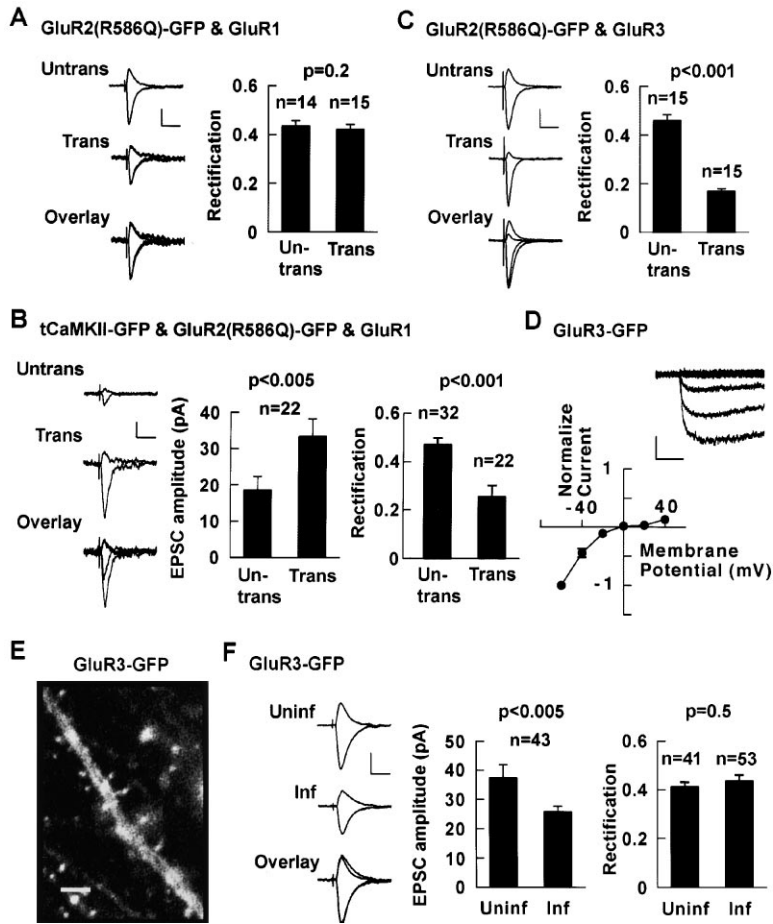 A GluR2(R586Q)-GFP & GluR1
Untrans
Trans
Overlay
p=0.2
n=14 n=15
Rectification
0.6
0.4
0.2
0
Un-
trans
Trans
C GluR2(R586Q)-GFP & GluR3
Untrans
Trans
Overlay
p<0.001
n=15
n=15
Rectification
0.6
0.4
0.2
0
Un-
trans
Trans
B tCaMKII-GFP & GluR2(R586Q)-GFP & GluR1
Untrans
Trans
Overlay
p<0.005
n=22
EPSC amplitude (pA)
40
30
20
10
0
Un-
trans
Trans
p<0.001
n=32
n=22
Rectification
0.6
0.4
0.2
0
Un-
trans
Trans
D GluR3-GFP
Normalize
Current
1
-40
40
Membrane
Potential (mV)
-1
E GluR3-GFP
F GluR3-GFP
Uninf
Inf
Overlay
p<0.005
n=43
EPSC amplitude (pA)
50
40
30
20
10
0
Uninf Inf
p=0.5
n=41 n=53
Rectification
0.6
0.4
0.2
0
Uninf Inf